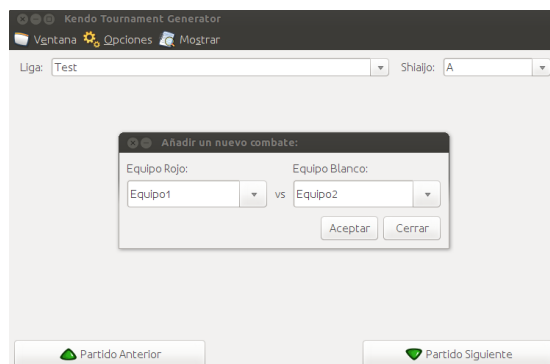 Kendo Tournament Generator
Ventana Opciones Mostrar
Liga: Test Shiaijo: A
Añadir un nuevo combate:
Equipo Rojo: Equipo Blanco:
Equipo1 vs Equipo2
Aceptar Cerrar
Partido Anterior Partido Siguiente